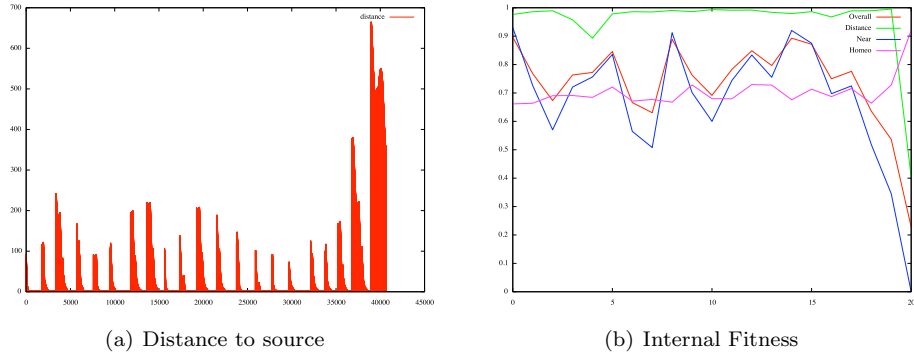 700
600
500
400
300
200
100
0
0 5000 10000 15000 20000 25000 30000 35000 40000 45000
distance
(a) Distance to source
1
0.9
0.8
0.7
0.6
0.5
0.4
0.3
0.2
0.1
0
0 5 10 15 20
Overall
Distance
Near
Homeo
(b) Internal Fitness